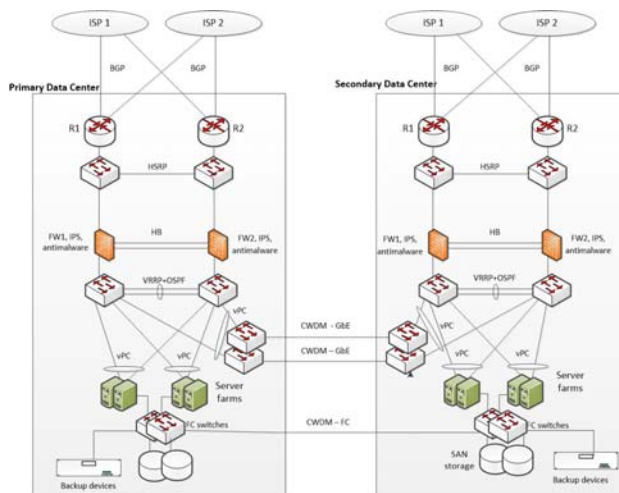 ISP 1
ISP 2
ISP 1
ISP 2
BGP
BGP
BGP
BGP
Primary Data Center
Secondary Data Center
R1
R2
R1
R2
HSRP
HSRP
FW1, IPS,
antimalware
HB
FW2, IPS,
antimalware
FW1, IPS,
antimalware
HB
FW2, IPS,
antimalware
VRRP+OSPF
VRRP+OSPF
vPC
vPC
CWDM - GbE
CWDM – GbE
vPC
vPC
vPC
vPC
Server
farms
Server
farms
FC switches
CWDM – FC
FC switches
SAN
storage
Backup devices
Backup devices